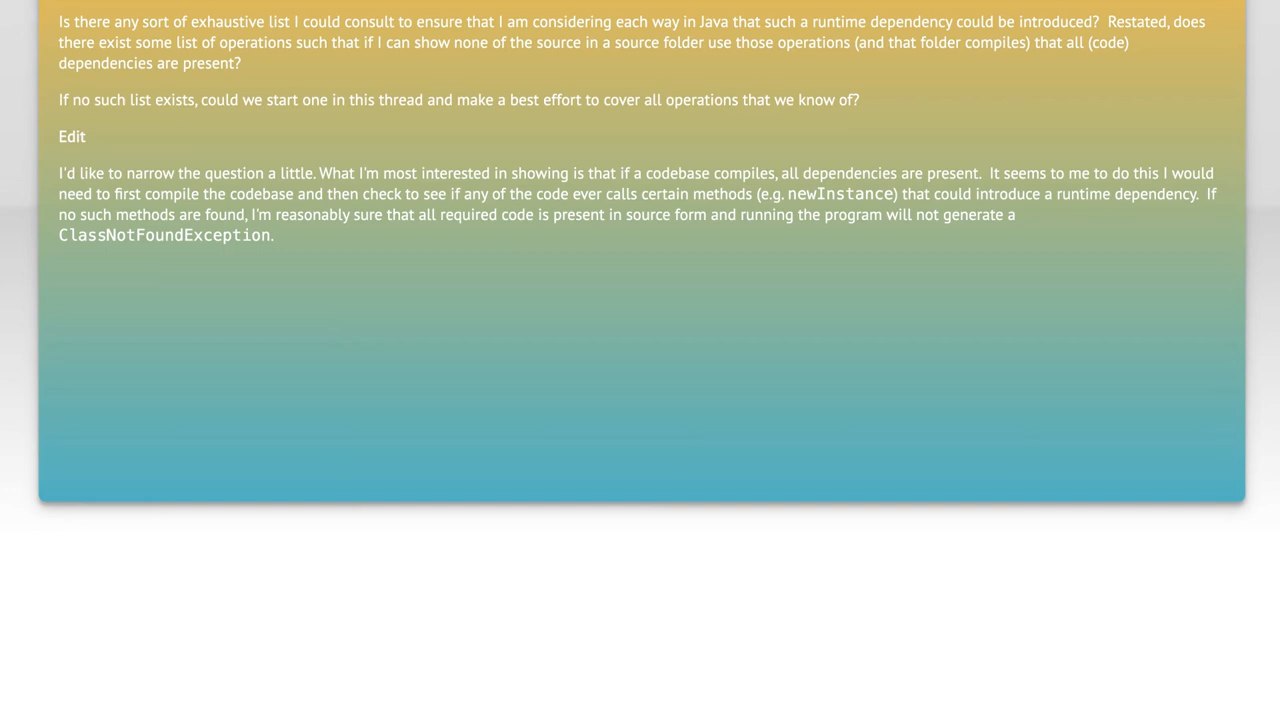 Is there any sort of exhaustive list I could consult to ensure that I am considering each way in Java that such a runtime dependency could be introduced?  Restated, does
there exist some list of operations such that if I can show none of the source in a source folder use those operations (and that folder compiles) that all (code)
dependencies are present?
If no such list exists, could we start one in this thread and make a best effort to cover all operations that we know of?
Edit
I'd like to narrow the question a little. What I'm most interested in showing is that if a codebase compiles, all dependencies are present.  It seems to me to do this I would
need to first compile the codebase and then check to see if any of the code ever calls certain methods (e.g. newInstance) that could introduce a runtime dependency.  If
no such methods are found, I'm reasonably sure that all required code is present in source form and running the program will not generate a
ClassNotFoundException.